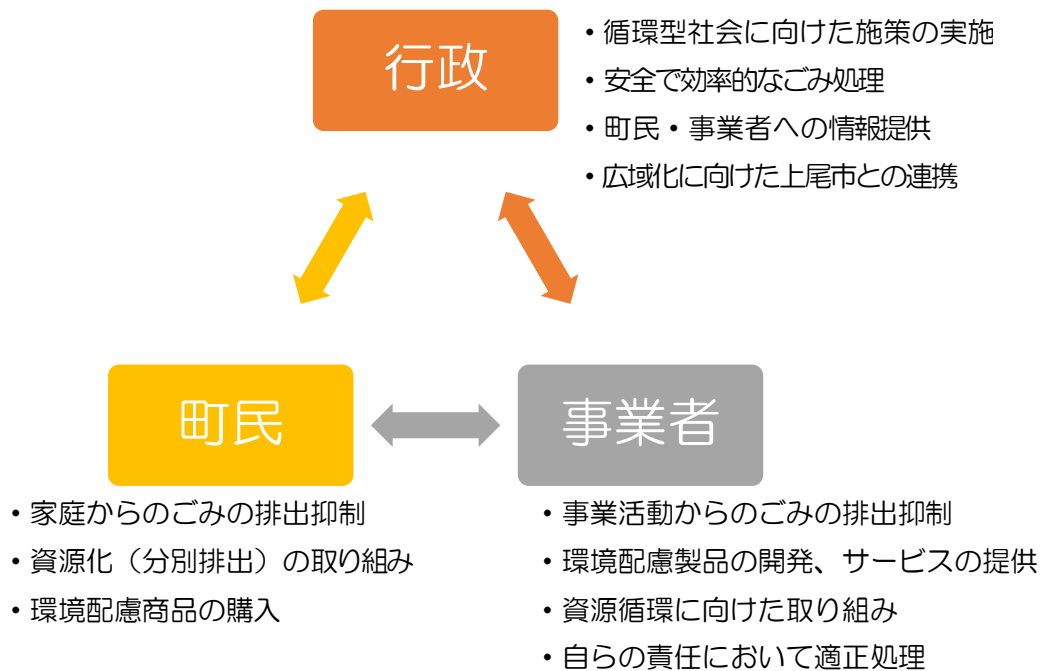 行政
・循環型社会に向けた施策の実施
・安全で効率的なごみ処理
・町民・事業者への情報提供
・広域化に向けた上尾市との連携
町民
・家庭からのごみの排出抑制
・資源化（分別排出）の取り組み
・環境配慮商品の購入
事業者
・事業活動からのごみの排出抑制
・環境配慮製品の開発、サービスの提供
・資源循環に向けた取り組み
・自らの責任において適正処理